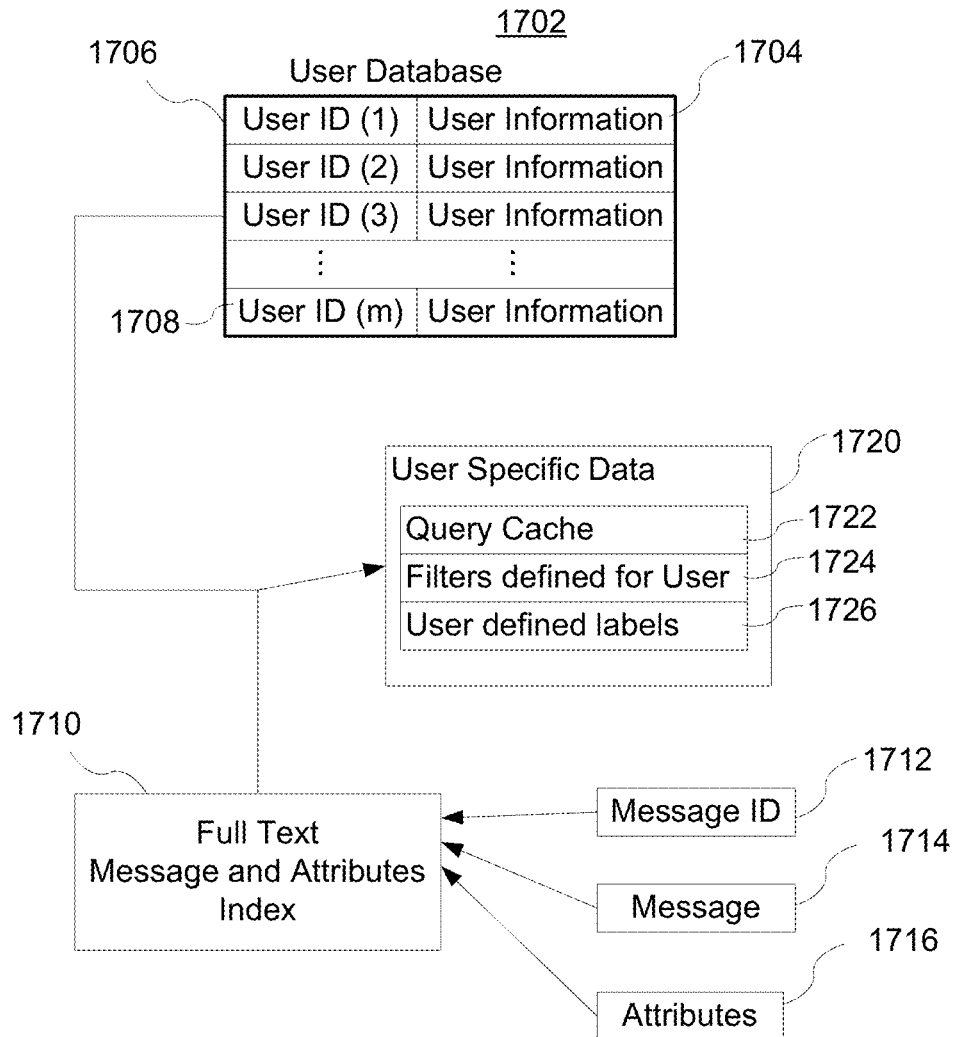 1702
1706
1704
User Database
User ID (1) User Information
User ID (2) User Information
User ID (3) User Information
⋮ ⋮
User ID (m) User Information
1708
1720
User Specific Data
Query Cache
1722
Filters defined for User
1724
User defined labels
1726
1710
Full Text
Message and Attributes
Index
1712
Message ID
1714
Message
1716
Attributes